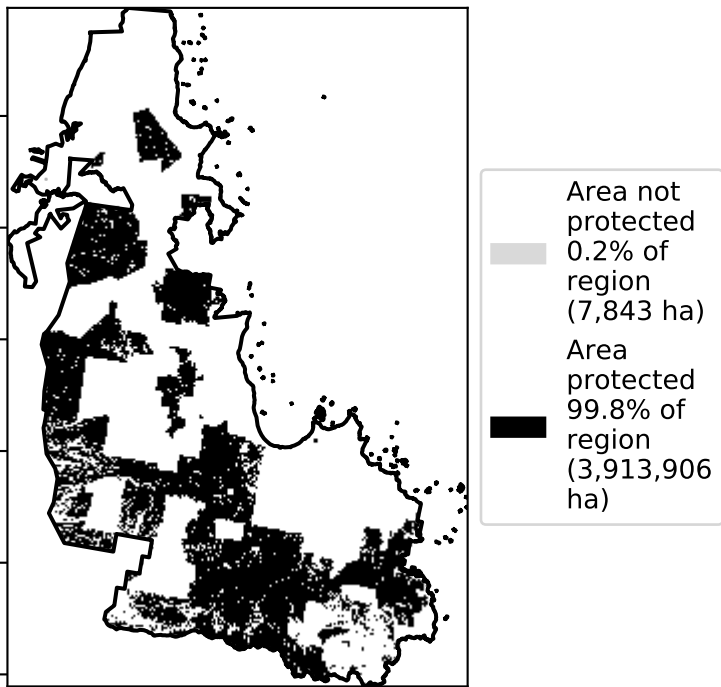 Area not
protected
0.2% of
region
(7,843 ha)
Area
protected
99.8% of
region
(3,913,906
ha)